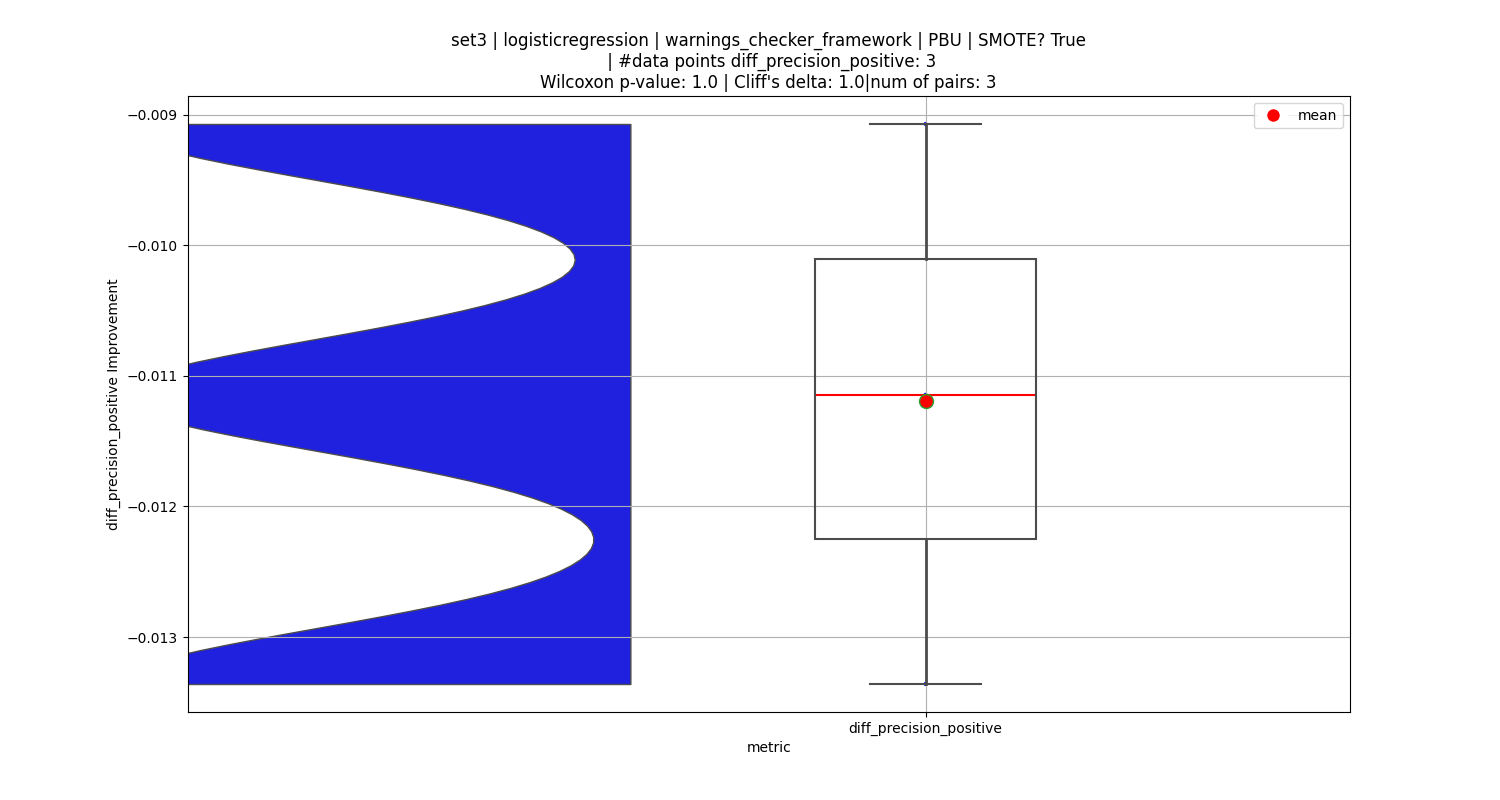 set3 | logisticregression | warnings_checker_framework | PBU | SMOTE? True
| #data points diff_precision_positive: 3
Wilcoxon p-value: 1.0 | Cliff's delta: 1.0|num of pairs: 3
mean
−0.009
−0.010
−0.011
−0.012
−0.013
diff_precision_positive Improvement
diff_precision_positive
metric